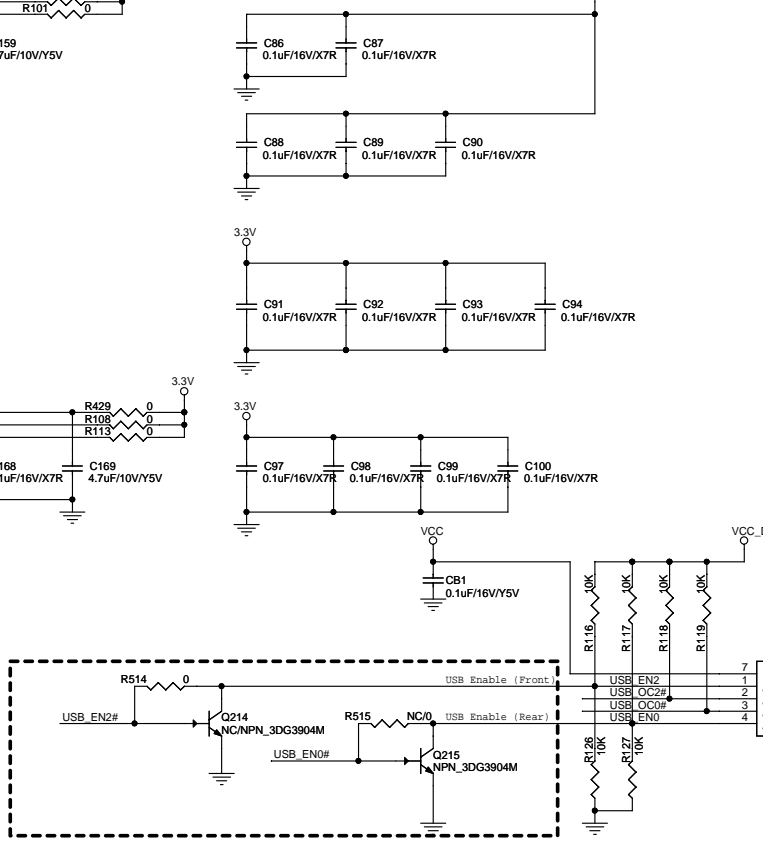 R101 0
C86 C87
0.1uF/16V/X7R 0.1uF/16V/X7R
159
7uF/10V/Y5V
C88 C89 C90
0.1uF/16V/X7R 0.1uF/16V/X7R 0.1uF/16V/X7R
3.3V
C91 C92 C93 C94
0.1uF/16V/X7R 0.1uF/16V/X7R 0.1uF/16V/X7R 0.1uF/16V/X7R
3.3V
3.3V
R429 0
R108 0
R113 0
168 C169
1uF/16V/X7R 4.7uF/10V/Y5V
C97 C98 C99 C100
0.1uF/16V/X7R 0.1uF/16V/X7R 0.1uF/16V/X7R 0.1uF/16V/X7R
VCC
VCC_
CB1
0.1uF/16V/Y5V
10K 10K 10K 10K
R116 R117 R118 R119
7
USB Enable (Front) USB_EN2 1
USB_OC2# 2
USB_OC0# 3
USB Enable (Rear) USB_EN0 4
R514 0
USB_EN2#
Q214
NC/NPN_3DG3904M
R515 NC/0
USB_EN0#
Q215
NPN_3DG3904M
R126 10K
R127 10K